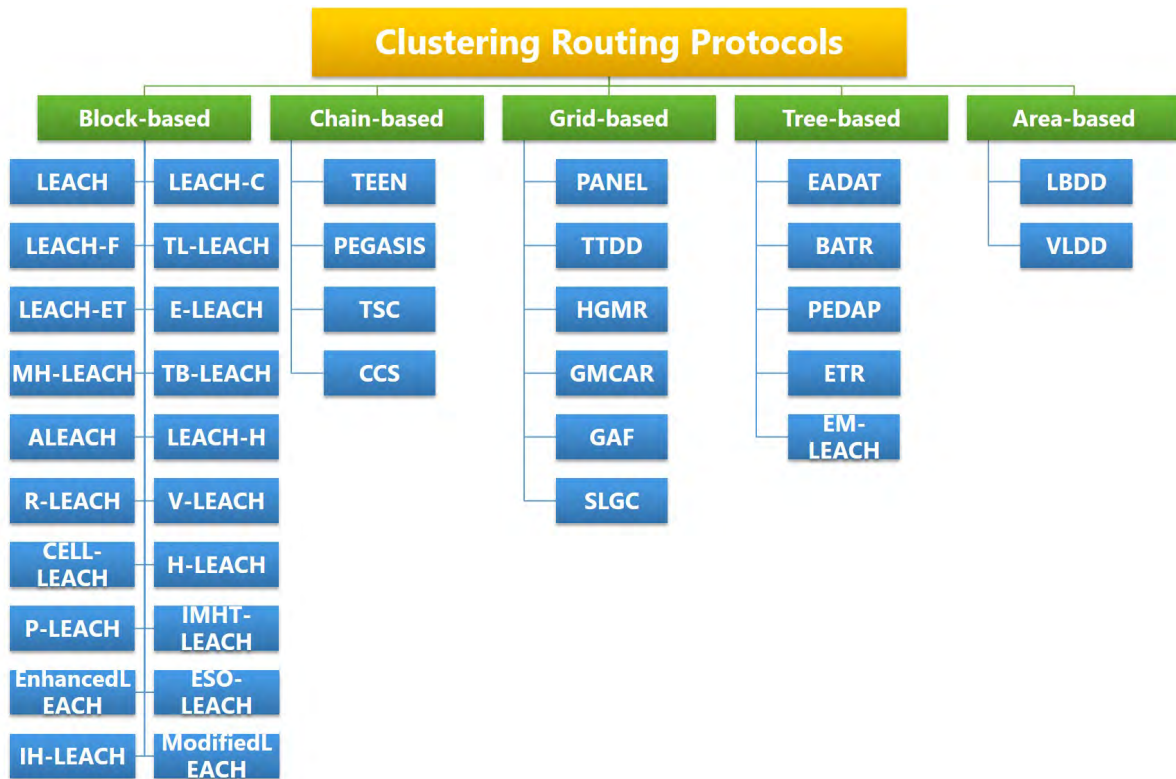 Clustering Routing Protocols
Block-based
Chain-based
Grid-based
Tree-based
Area-based
LEACH
LEACH-C
LEACH-F
TL-LEACH
LEACH-ET
E-LEACH
MH-LEACH
TB-LEACH
ALEACH
LEACH-H
R-LEACH
V-LEACH
CELL-
LEACH
H-LEACH
P-LEACH
IMHT-
LEACH
EnhancedL
EACH
ESO-
LEACH
IH-LEACH
ModifiedL
EACH
TEEN
PEGASIS
TSC
CCS
PANEL
TTDD
HGMR
GMCAR
GAF
SLGC
EADAT
BATR
PEDAP
ETR
EM-
LEACH
LBDD
VLDD